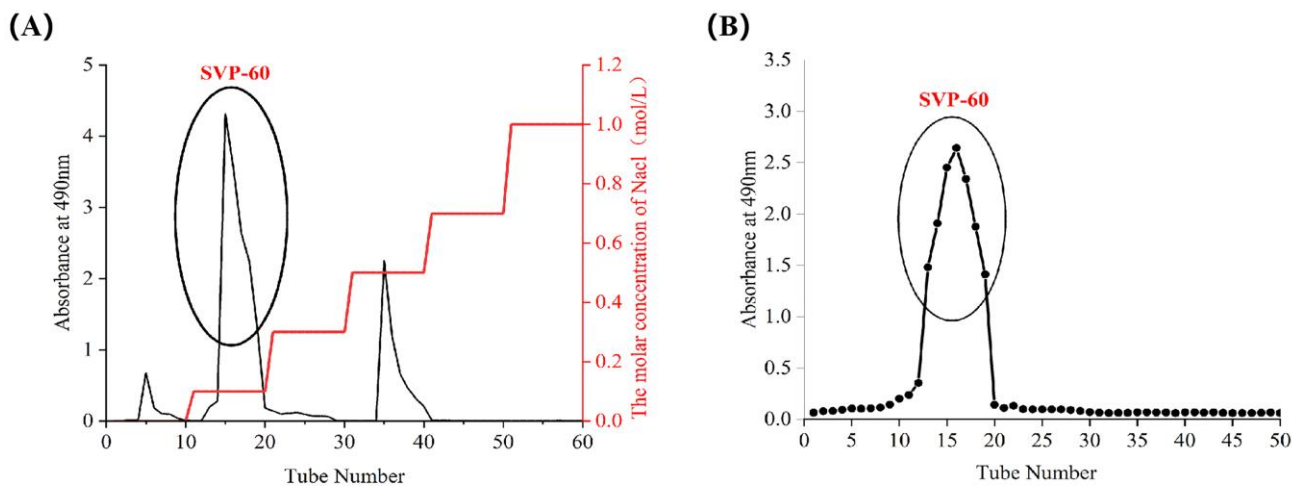 (A)
SVP-60
5
4
3
2
1
0
Absorbance at 490nm
1.2
1.0
0.8
0.6
0.4
0.2
0.0
The molar concentration of Nacl（mol/L）
0 10 20 30 40 50 60
Tube Number
(B)
SVP-60
3.5
3.0
2.5
2.0
1.5
1.0
0.5
0.0
Absorbance at 490nm
0 5 10 15 20 25 30 35 40 45 50
Tube Number